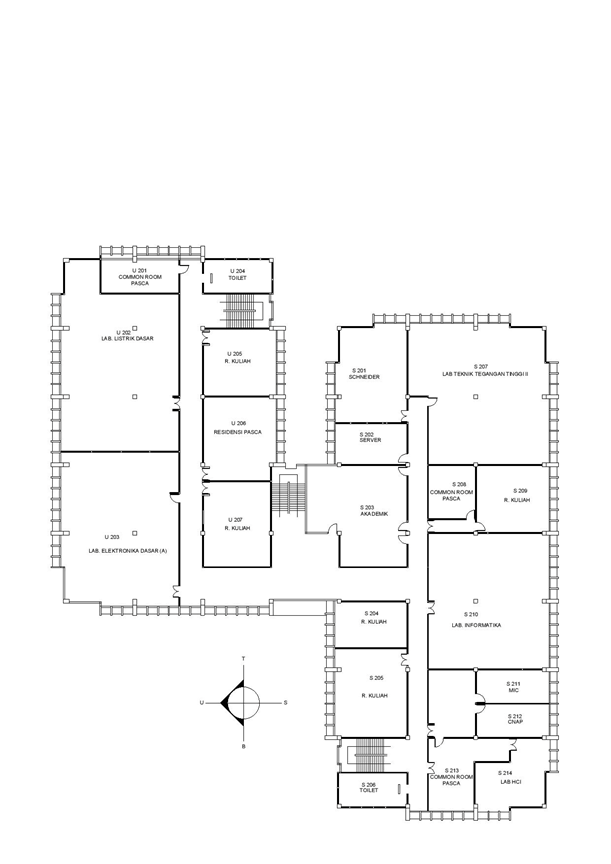 U 201
COMMON ROOM
PASCA
U 204
TOILET
U 202
LAB. LISTRIK DASAR
U 205
R. KULIAH
U 206
RESIDENSI PASCA
U 203
LAB. ELEKTRONIKA DASAR (A)
U 207
R. KULIAH
S 201
SCHNEIDER
S 207
LAB TEKNIK TEGANGAN TINGGI II
S 202
SERVER
S 203
AKADEMIK
S 208
COMMON ROOM
PASCA
S 209
R. KULIAH
S 204
R. KULIAH
S 210
LAB. INFORMATIKA
S 205
R. KULIAH
S 211
MIC
S 212
CNAP
S 206
TOILET
S 213
COMMON ROOM
PASCA
S 214
LAB HCI
T
U
S
B